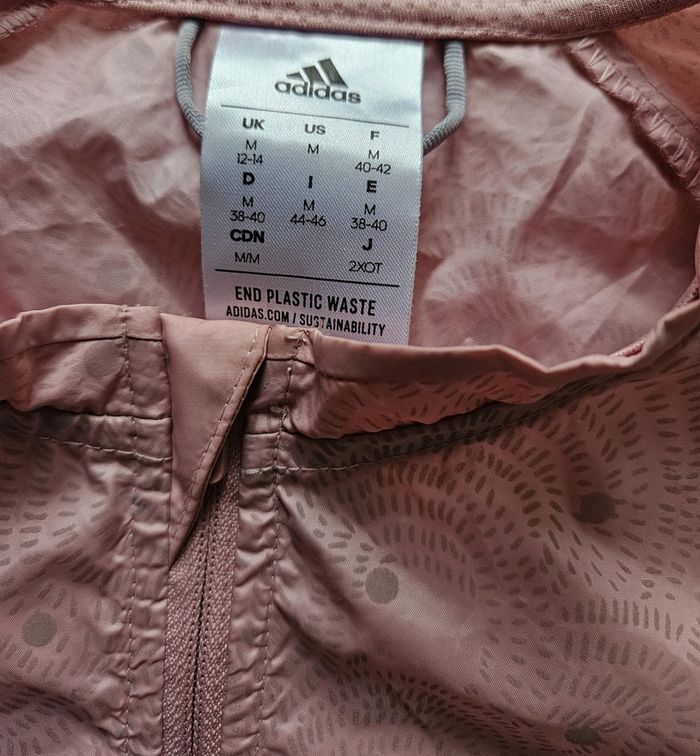 adidas
UK US F
M M M
12-14 40-42
D I E
M M M
38-40 44-46 38-40
CDN J
M/M 2XOT
END PLASTIC WASTE
ADIDAS.COM / SUSTAINABILITY